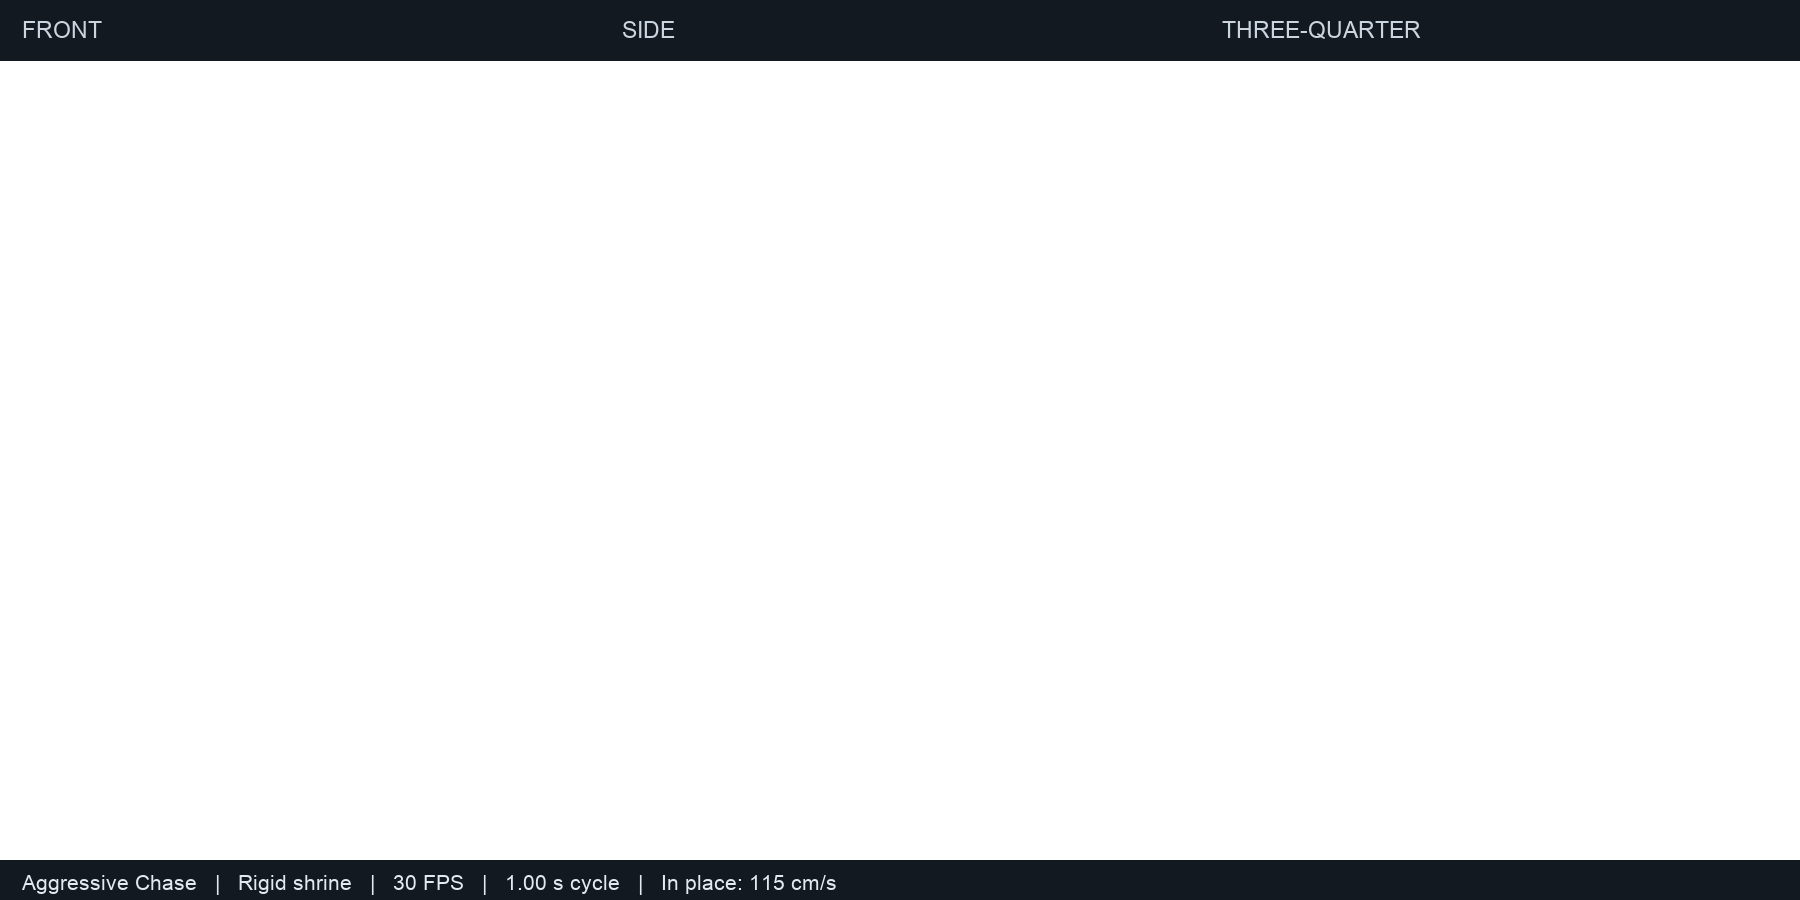 FRONT SIDE THREE-QUARTER
Aggressive Chase | Rigid shrine | 30 FPS | 1.00 s cycle | In place: 115 cm/s